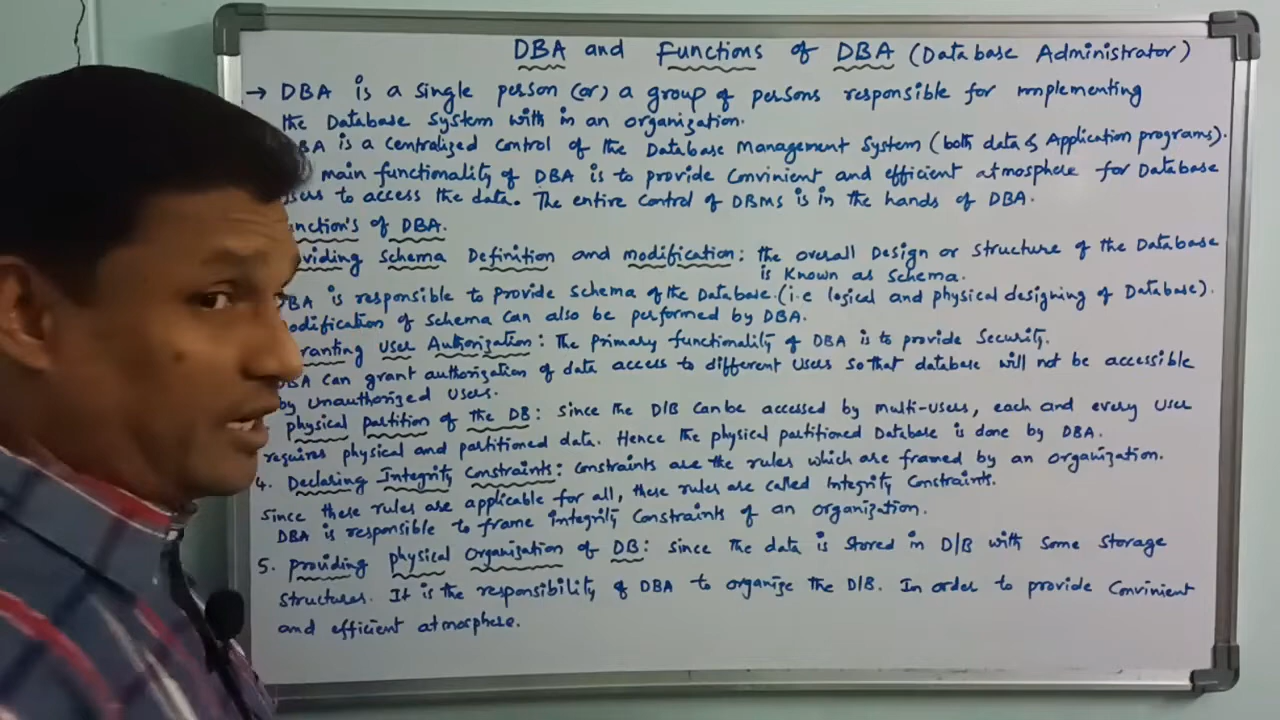 DBA and Functions of DBA (Database Administrator)
→ DBA is a single person (or) a group of persons responsible for implementing
the Database System with in an organization.
BA is a Centralized Control of the Database Management System (both data & Application programs).
main functionality of DBA is to provide Convinient and efficient atmosphere for Database
users to access the data. The entire Control of DBMS is in the hands of DBA.
nction's of DBA.
oviding Schema Definition and modification: The overall Design or Structure of the Database
is Known as Schema.
DBA is responsible to Provide Schema of the Database. (i.e logical and physical designing of Database).
odification of Schema Can also be performed by DBA.
ranting User Authorization: The Primary functionality of DBA is to provide Security.
DBA Can grant authorization of data access to different Users so that database will not be accessible
by Unauthorized Users.
physical partition of the DB: Since the D/B Can be accessed by multi-users, each and every User
requires physical and partitioned data. Hence the physical partitioned Database is done by DBA.
4. Declaring Integrity Constraints: Constraints are the rules which are framed by an organization.
Since these rules are applicable for all, these rules are called Integrity Constraints.
DBA is responsible to frame integrity Constraints of an organization.
5. Providing physical Organization of DB: Since the data is Stored in D/B with Some Storage
Structures. It is the responsibility of DBA to organize the D/B. In order to provide Convinient
and efficient atmosphere.